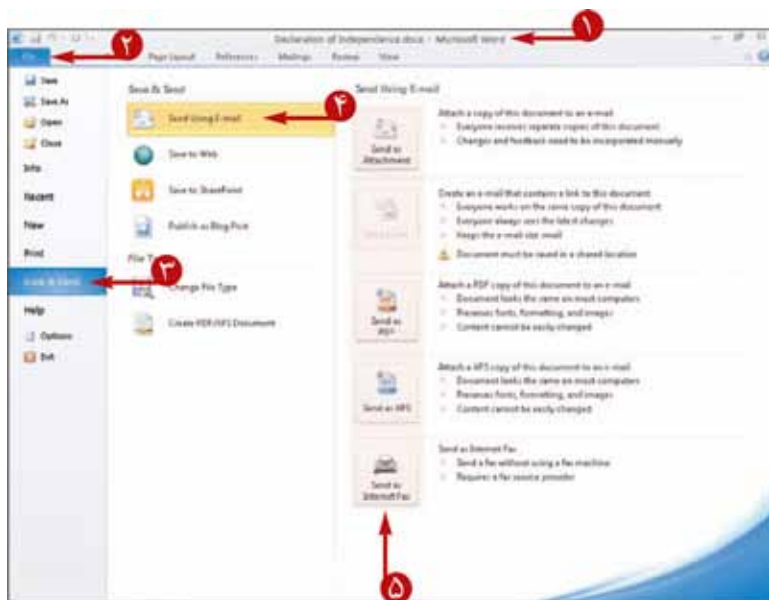 ۱
Declaration of Independence.docx - Microsoft Word
۲
Page Layout References Mailings Review View
Save
Save As
Open
Close
Info
Recent
New
Print
Save & Send
Help
Options
Exit
۳
Save & Send
Send Using E-mail
۴
Save to Web
Save to SharePoint
Publish as Blog Post
File
Change File Type
Create PDF/XPS Document
Send Using E-mail
Send as
Attachment
Attach a copy of this document to an e-mail
Everyone receives separate copies of this document
Changes and feedback need to be incorporated manually
Create an e-mail that contains a link to this document
Everyone works on the same copy of this document
Everyone always sees the latest changes
Keeps the e-mail size small
Document must be saved in a shared location
Send as
PDF
Attach a PDF copy of this document to an e-mail
Document looks the same on most computers
Preserves fonts, formatting, and images
Content cannot be easily changed
Send as XPS
Attach a XPS copy of this document to an e-mail
Document looks the same on most computers
Preserves fonts, formatting, and images
Content cannot be easily changed
Send as
Internet Fax
Send as Internet Fax
Send a fax without using a fax machine
Requires a fax service provider
۵